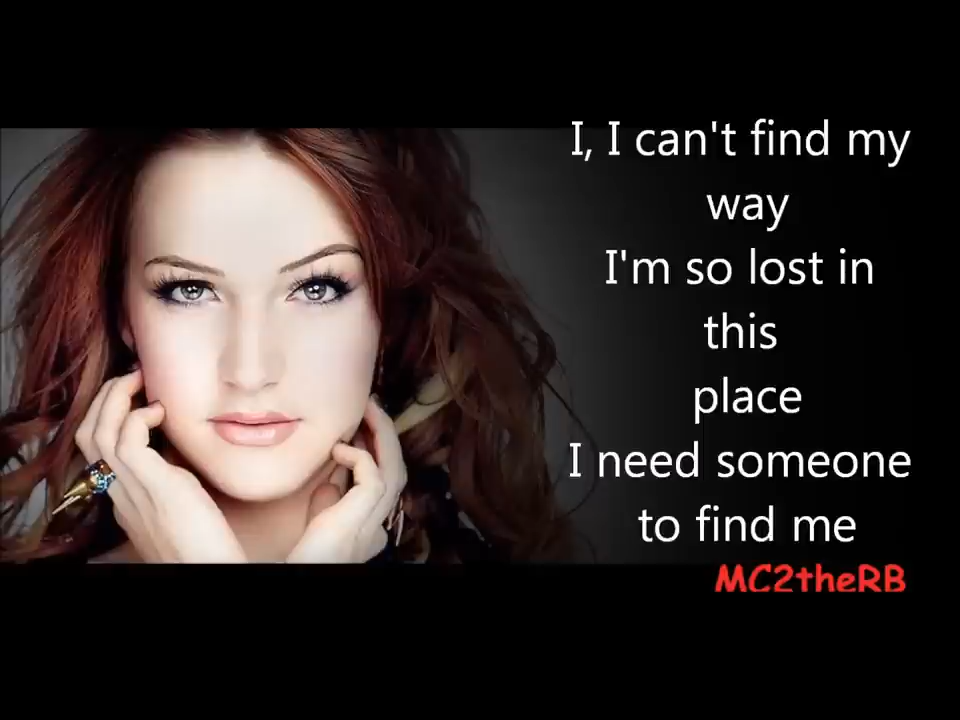 I, I can't find my
way
I'm so lost in
this
place
I need someone
to find me
MC2theRB